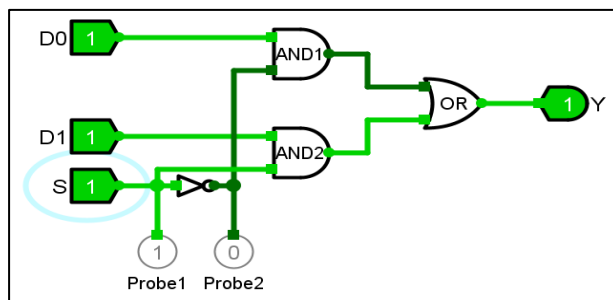 D0 1
AND1
OR
1 Y
D1 1
AND2
S 1
1 0
Probe1 Probe2